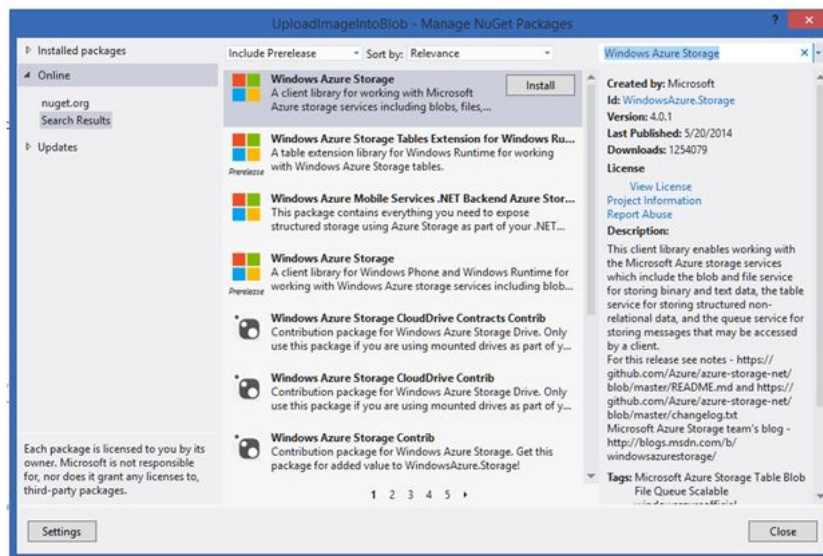 UploadImageIntoBlob - Manage NuGet Packages
? ×
Installed packages
Online
nuget.org
Search Results
Updates
Each package is licensed to you by its
owner. Microsoft is not responsible
for, nor does it grant any licenses to,
third-party packages.
Settings
Include Prerelease Sort by: Relevance
Windows Azure Storage
A client library for working with Microsoft
Azure storage services including blobs, files,...
Install
Windows Azure Storage Tables Extension for Windows Ru...
A table extension library for Windows Runtime for working
with Windows Azure Storage tables.
Prerelease
Windows Azure Mobile Services .NET Backend Azure Stor...
This package contains everything you need to expose
structured storage using Azure Storage as part of your .NET...
Windows Azure Storage
A client library for Windows Phone and Windows Runtime for
working with Windows Azure storage services including blob...
Prerelease
Windows Azure Storage CloudDrive Contracts Contrib
Contribution package for Windows Azure Storage Drive. Only
use this package if you are using mounted drives as part of y...
Windows Azure Storage CloudDrive Contrib
Contribution package for Windows Azure Storage Drive. Only
use this package if you are using mounted drives as part of y...
Windows Azure Storage Contrib
Contribution package for Windows Azure Storage. Get this
package for added value to WindowsAzure.Storage!
1 2 3 4 5
Windows Azure Storage ×
Created by: Microsoft
Id: WindowsAzure.Storage
Version: 4.0.1
Last Published: 5/20/2014
Downloads: 1254079
License
View License
Project Information
Report Abuse
Description:
This client library enables working with
the Microsoft Azure storage services
which include the blob and file service
for storing binary and text data, the table
service for storing structured non-
relational data, and the queue service for
storing messages that may be accessed
by a client.
For this release see notes - https://
github.com/Azure/azure-storage-net/
blob/master/README.md and https://
github.com/Azure/azure-storage-net/
blob/master/changelog.txt
Microsoft Azure Storage team's blog -
http://blogs.msdn.com/b/
windowsazurestorage/
Tags: Microsoft Azure Storage Table Blob
File Queue Scalable
Close